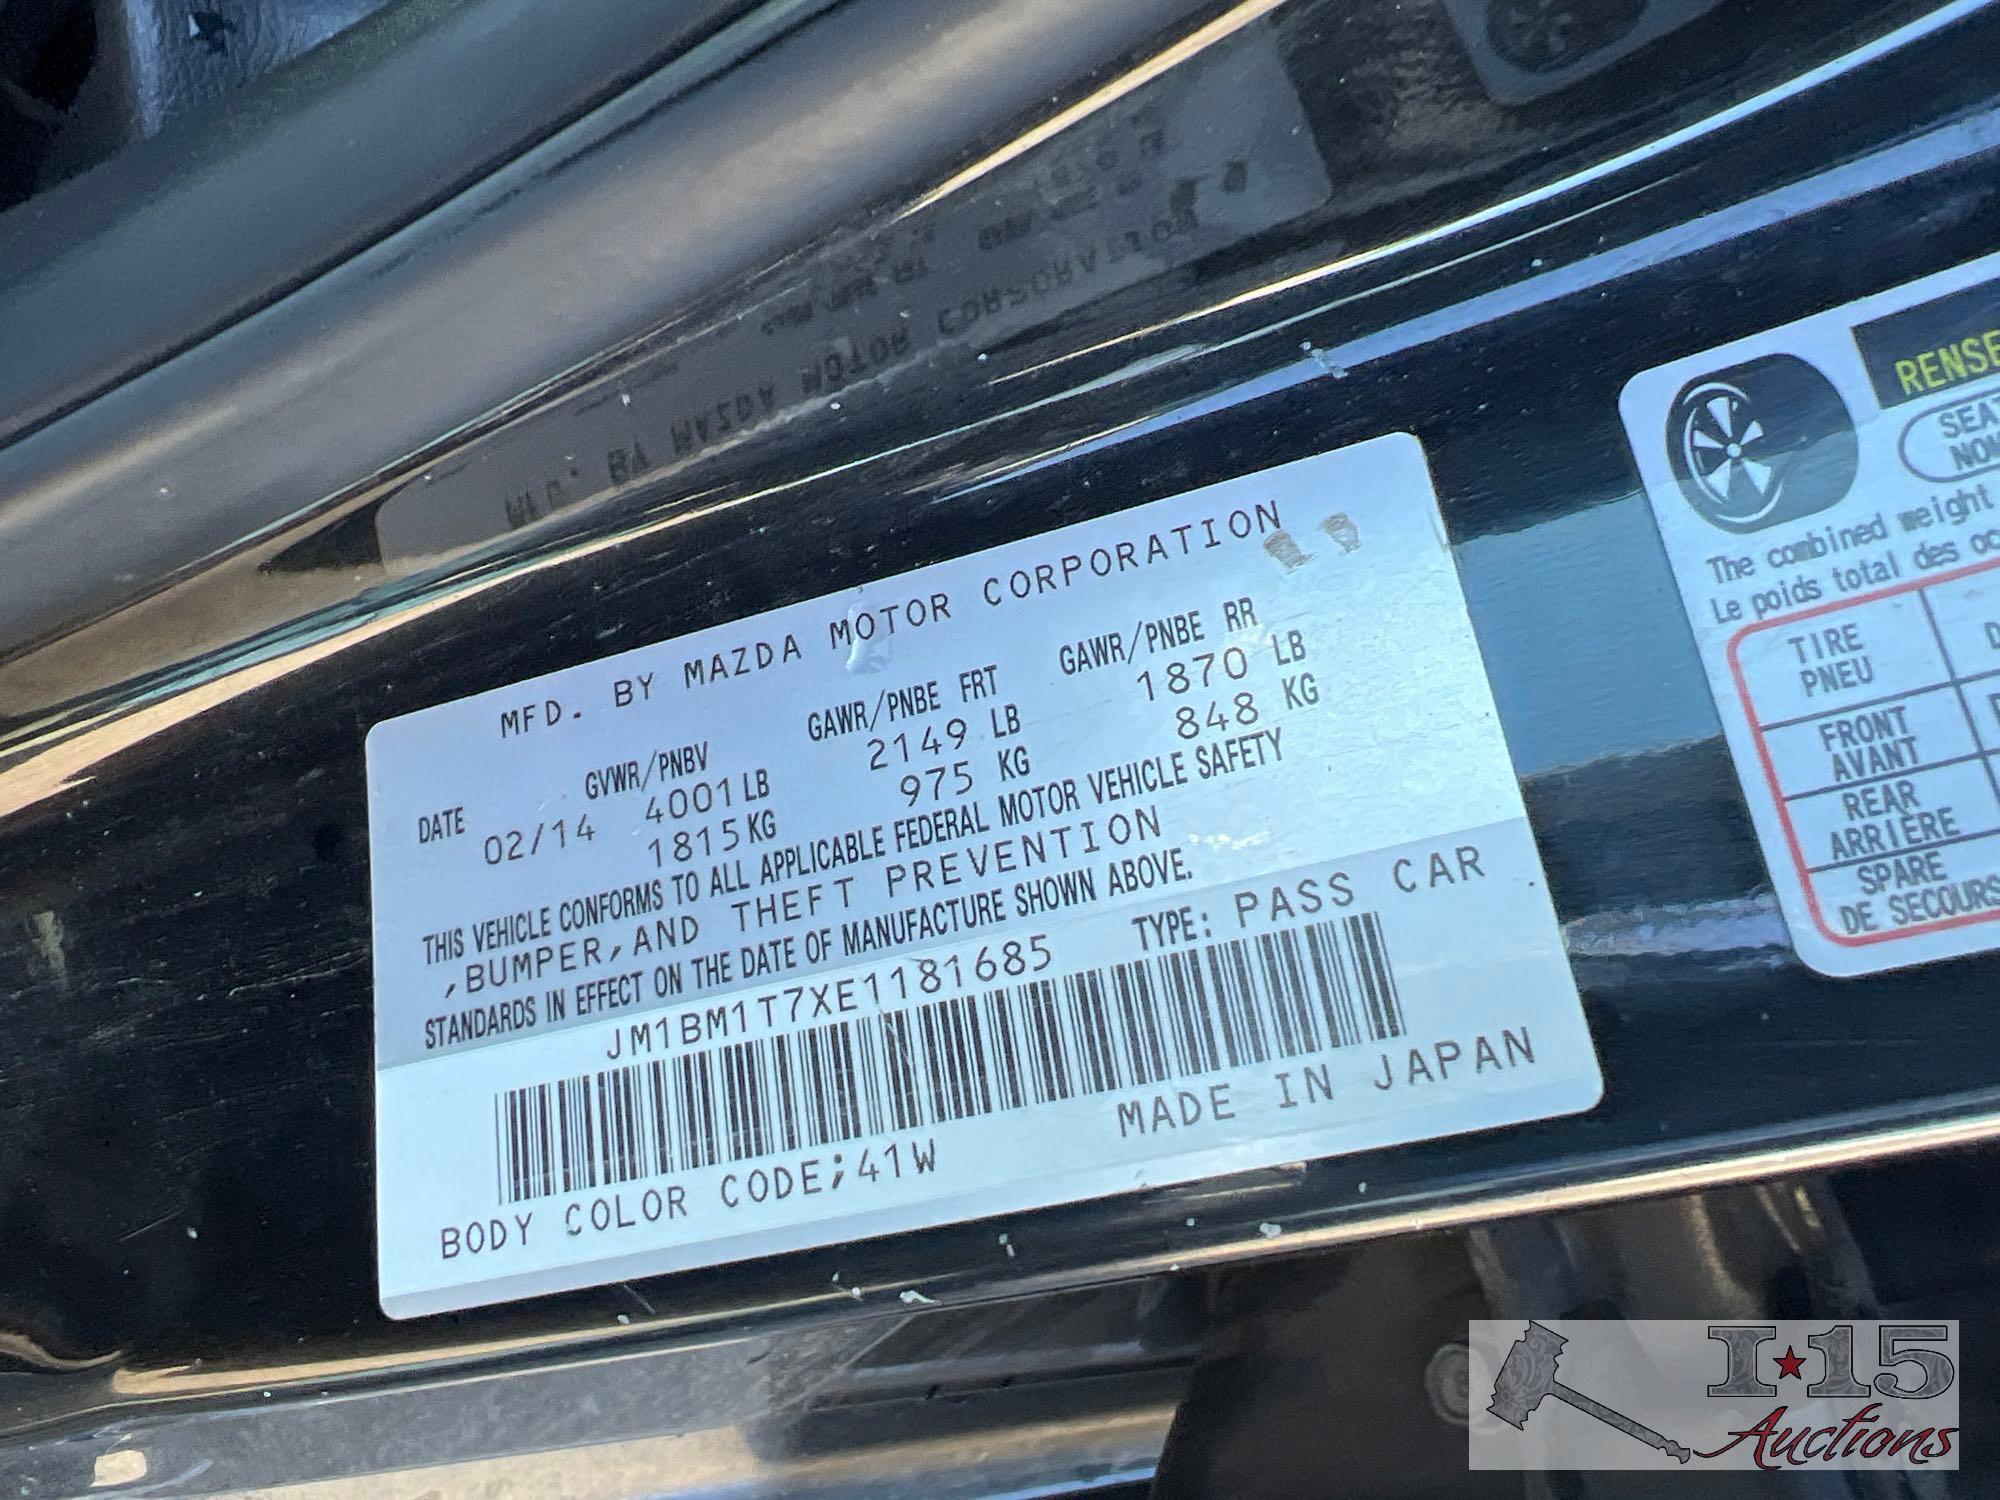 MFD. BY MAZDA MOTOR CORPORATION
DATE GVWR/PNBV GAWR/PNBE FRT GAWR/PNBE RR
02/14 4001 LB 2149 LB 1870 LB
1815 KG 975 KG 848 KG
THIS VEHICLE CONFORMS TO ALL APPLICABLE FEDERAL MOTOR VEHICLE SAFETY
,BUMPER,AND THEFT PREVENTION
STANDARDS IN EFFECT ON THE DATE OF MANUFACTURE SHOWN ABOVE.
JM1BM1T7XE1181685 TYPE: PASS CAR
BODY COLOR CODE;41W MADE IN JAPAN
The combined weight
Le poids total des
TIRE
PNEU
FRONT
AVANT
REAR
ARRIÈRE
SPARE
DE SECOURS
I★15
Auctions